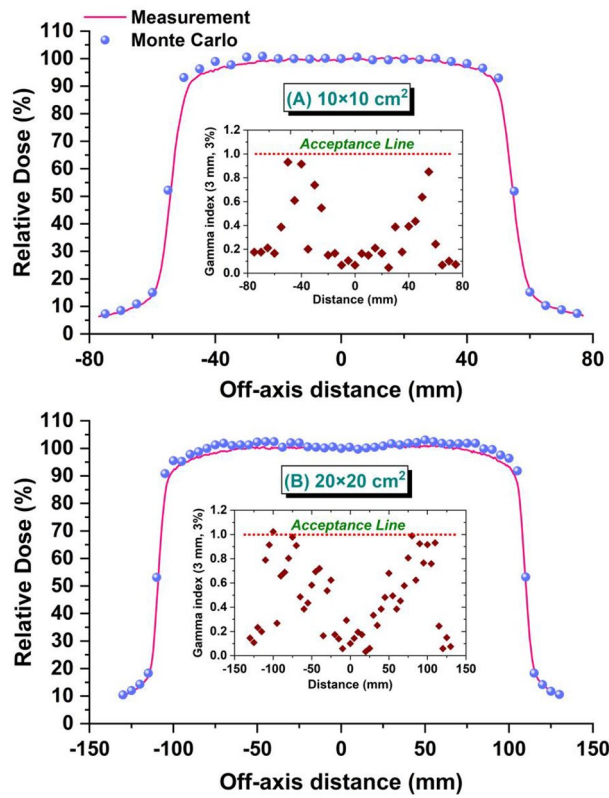 Measurement
Monte Carlo
110
100
90
80
70
60
50
40
30
20
10
0
Relative Dose (%)
(A) 10×10 cm²
Acceptance Line
1.2
1.0
0.8
0.6
0.4
0.2
0.0
Gamma index (3 mm, 3%)
-80 -60 -40 -20 0 20 40 60 80
Distance (mm)
-80 -40 0 40 80
Off-axis distance (mm)
110
100
90
80
70
60
50
40
30
20
10
0
Relative Dose (%)
(B) 20×20 cm²
Acceptance Line
1.2
1.0
0.8
0.6
0.4
0.2
0.0
Gamma index (3 mm, 3%)
-150 -100 -50 0 50 100 150
Distance (mm)
-150 -100 -50 0 50 100 150
Off-axis distance (mm)